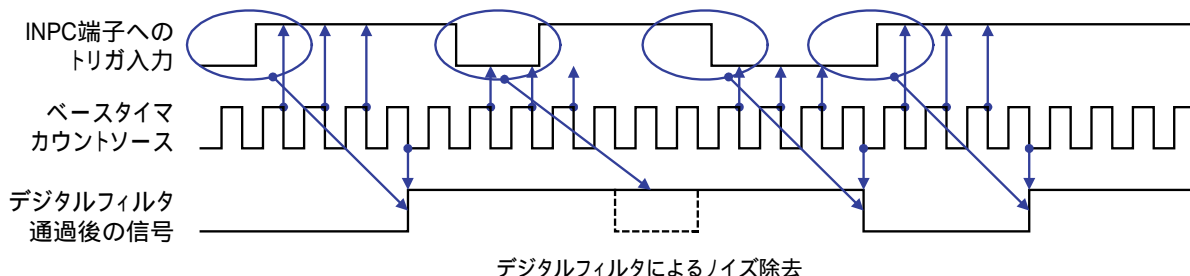 INPC端子への
トリガ入力
ベースタイマ
カウントソース
デジタルフィルタ
通過後の信号
デジタルフィルタによるノイズ除去